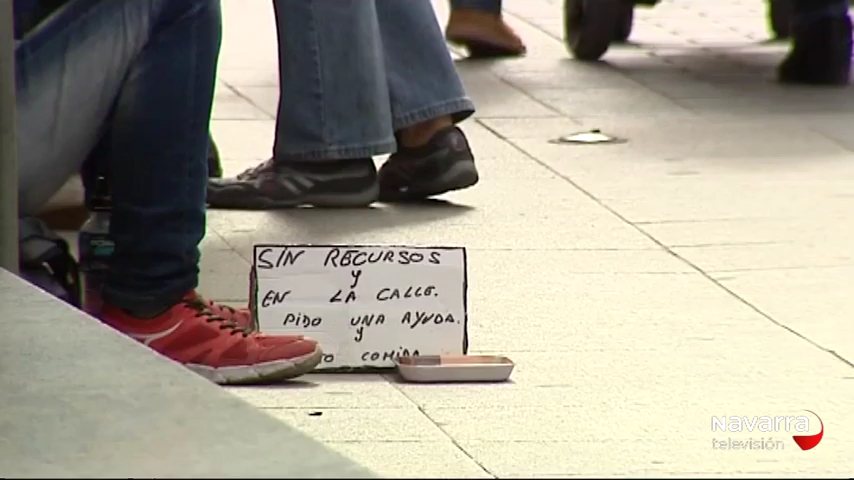 SIN RECURSOS
y
EN LA CALLE.
PIDO UNA AYUDA.
y
COMIDA
Navarra
televisión